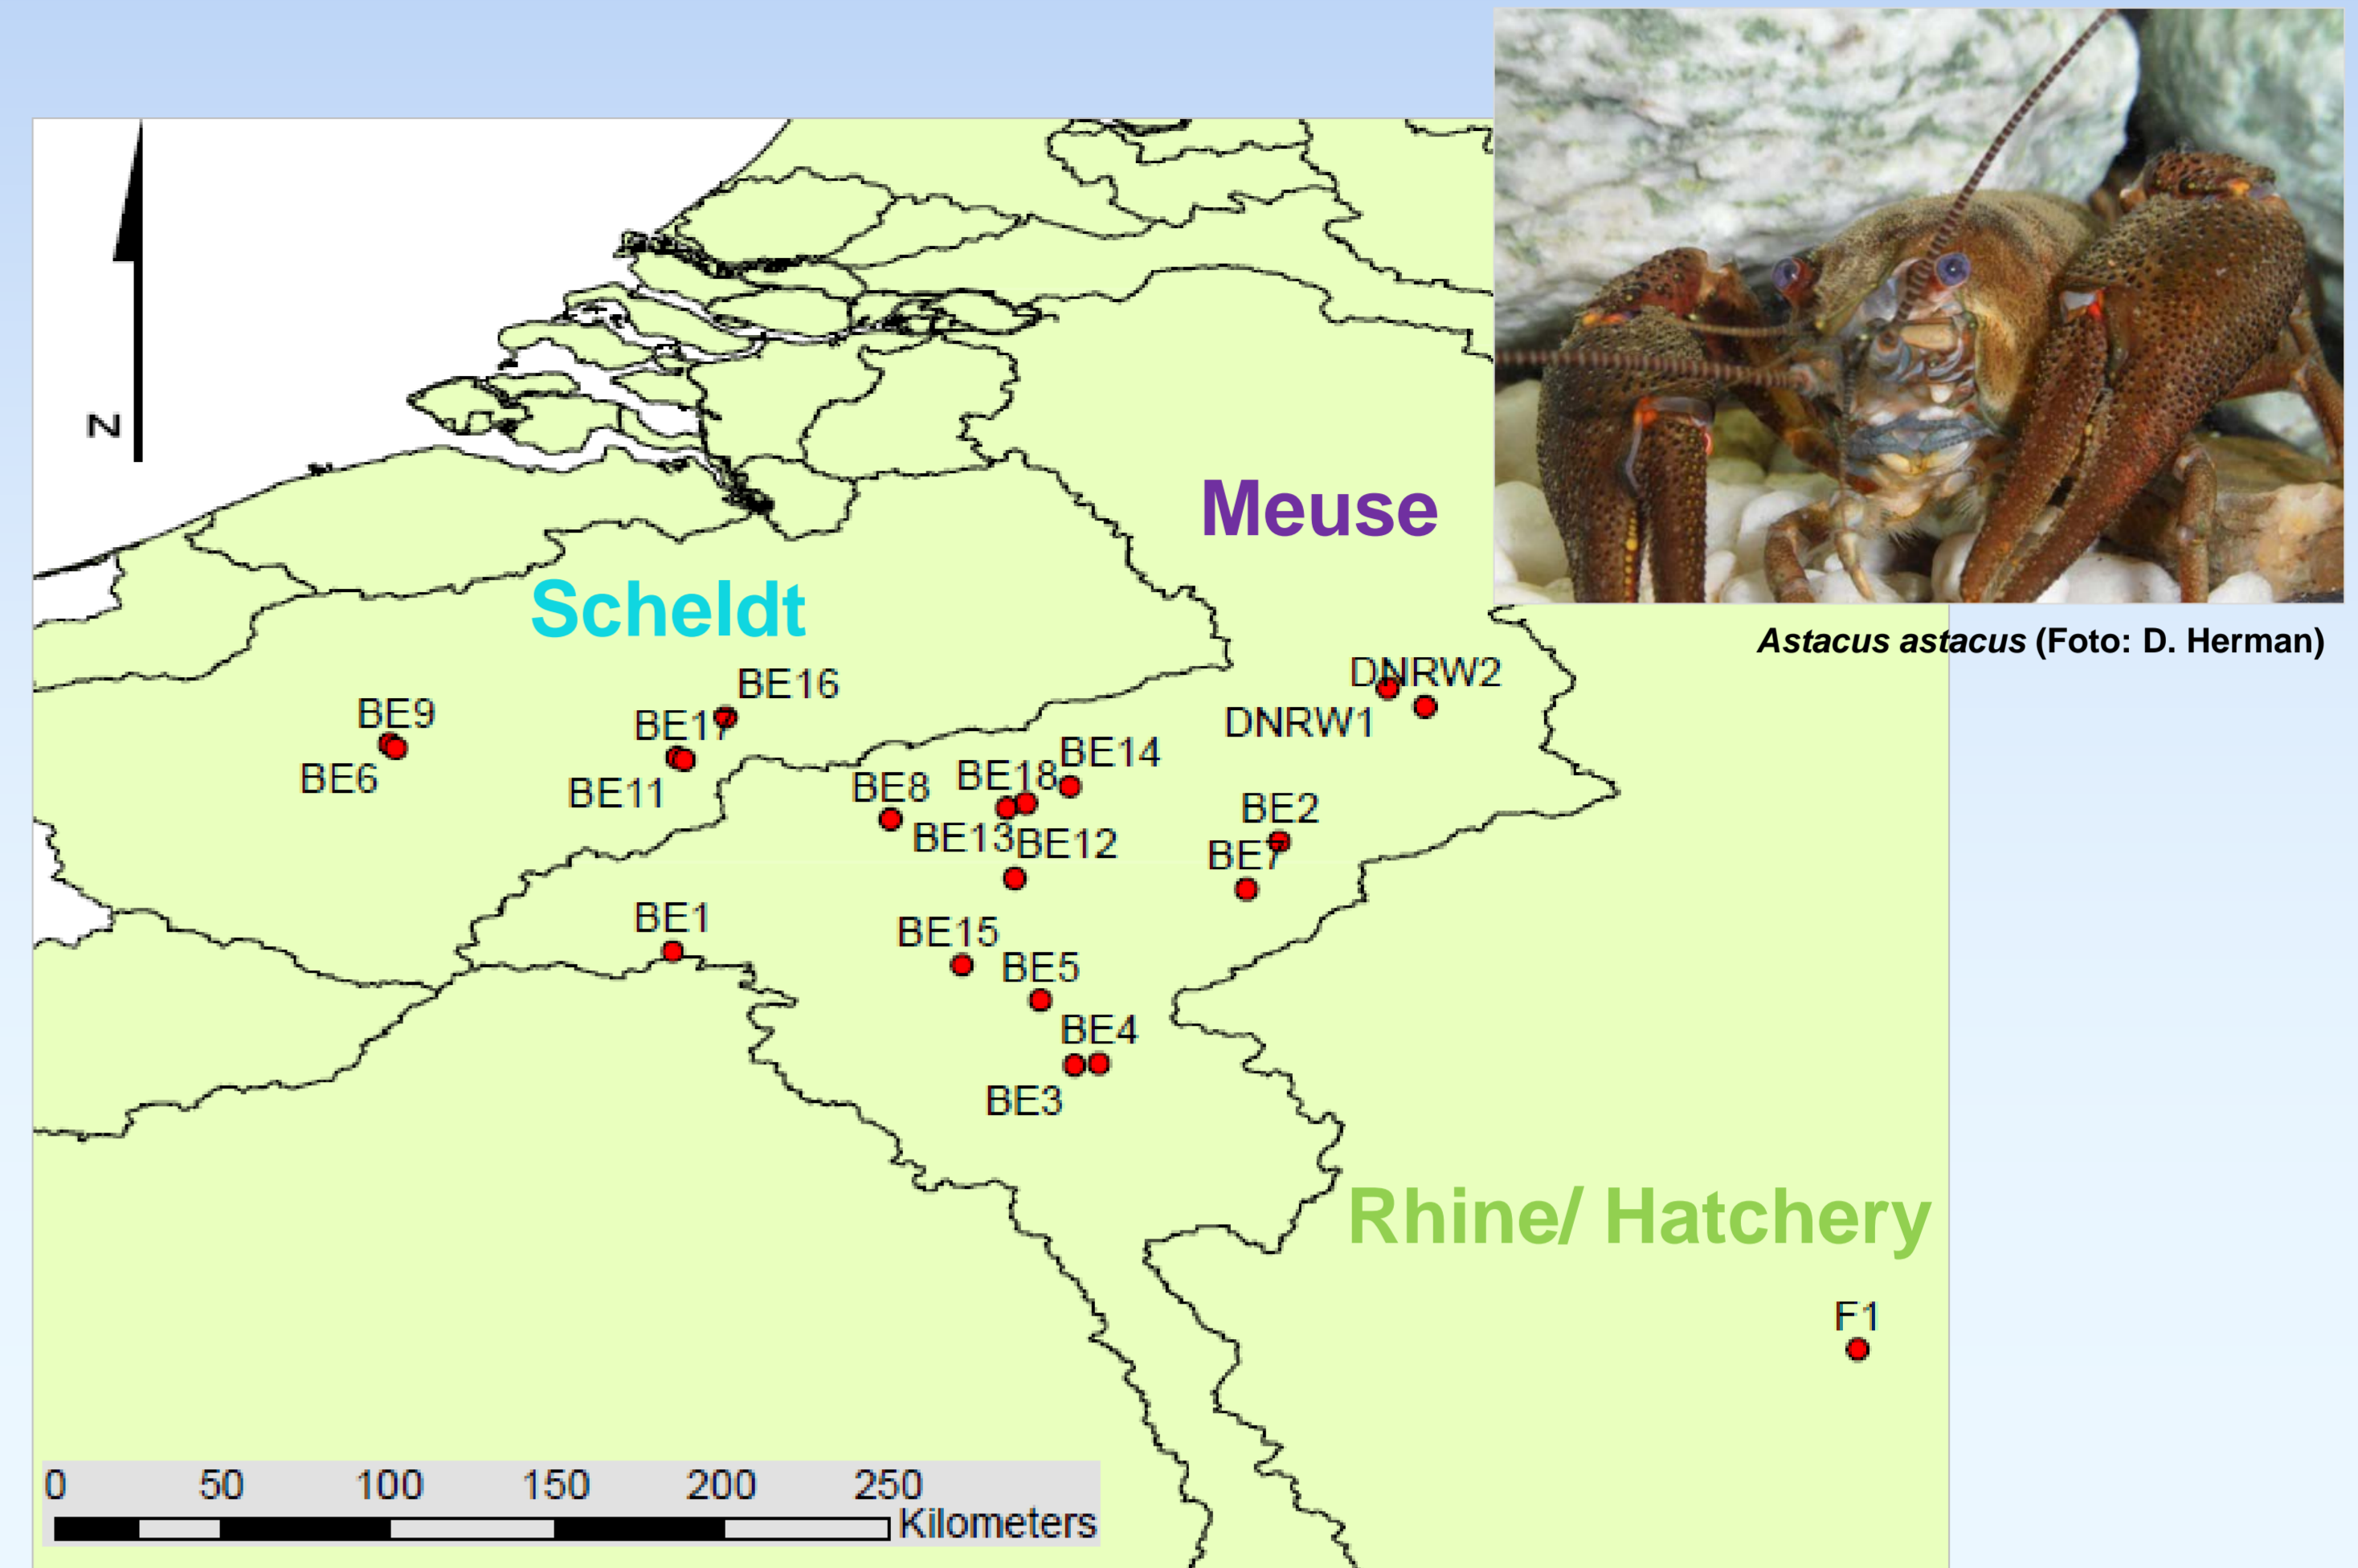 N
Meuse
Scheldt
Astacus astacus (Foto: D. Herman)
DNRW2
BE16
BE9
BE17
DNRW1
BE14
BE6
BE18
BE8
BE11
BE2
BE13
BE12
BE7
BE1
BE15
BE5
BE4
BE3
Rhine/ Hatchery
F1
0 50 100 150 200 250
Kilometers